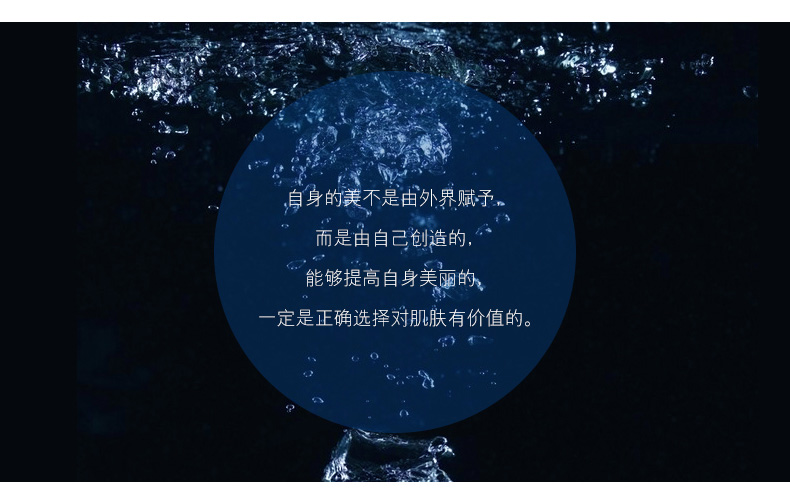 自身的美不是由外界赋予,
而是由自己创造的,
能够提高自身美丽的,
一定是正确选择对肌肤有价值的。